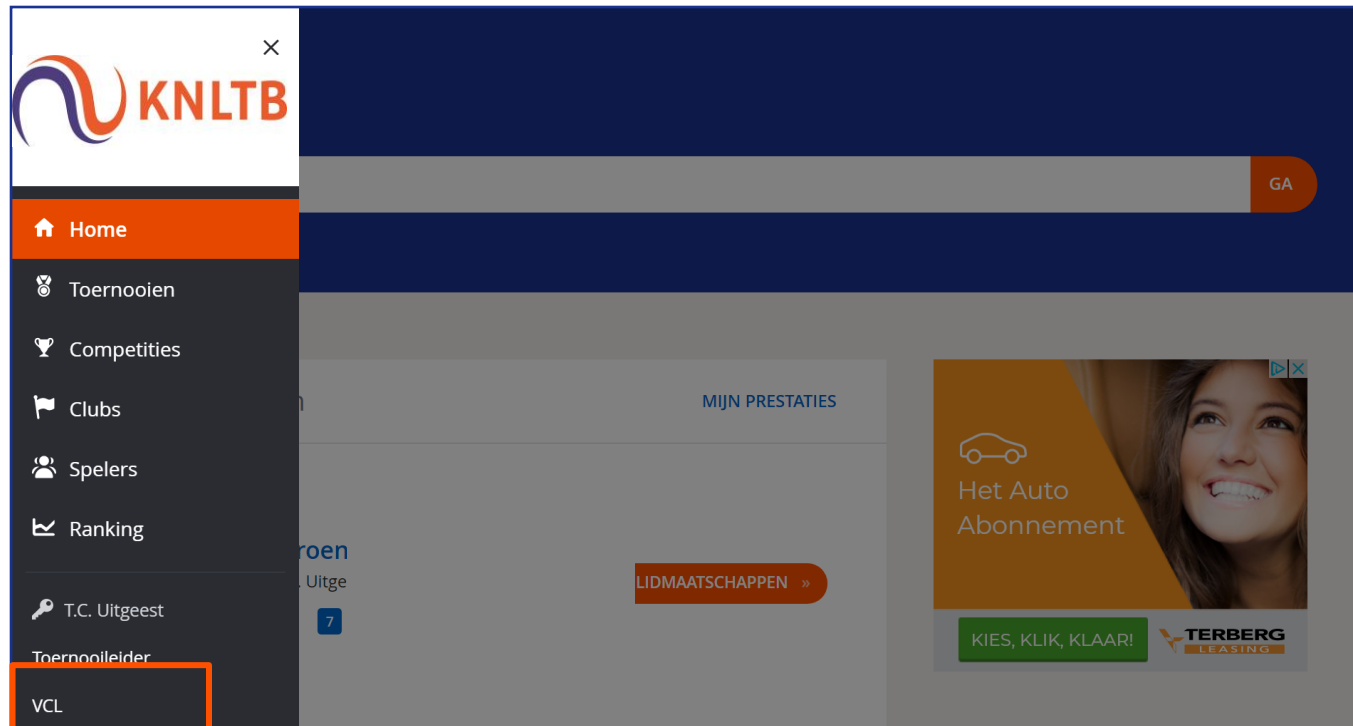 KNLTB
GA
Home
Toernooien
Competities
Clubs
Spelers
Ranking
T.C. Uitgeest
Toernooileider
VCL
MIJN PRESTATIES
roen
. Uitge
LIDMAATSCHAPPEN »
7
Het Auto
Abonnement
KIES, KLIK, KLAAR!
TERBERG
LEASING